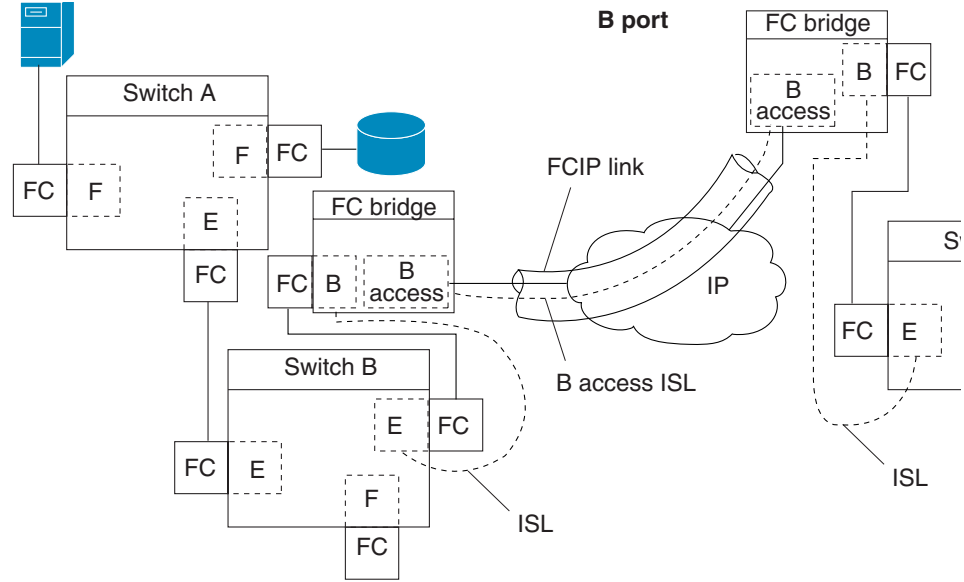 B port
FC bridge
B
FC
B
access
Switch A
F
FC
FC
F
E
FC
FCIP link
FC bridge
FC
B
B
access
IP
B access ISL
FC
E
Switch B
E
FC
FC
E
F
FC
ISL
ISL